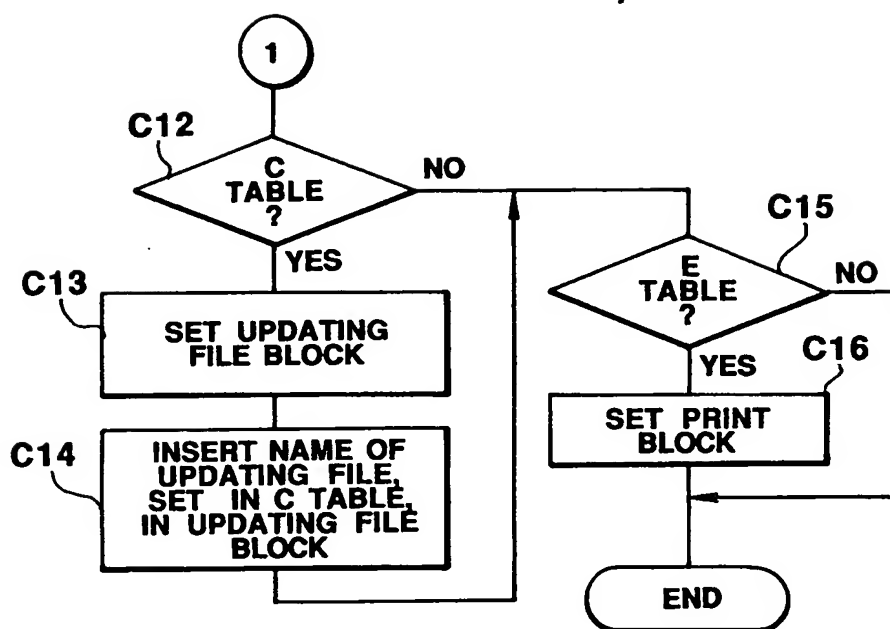 1
C12
C
TABLE
?
NO
YES
C13
SET UPDATING
FILE BLOCK
C14
INSERT NAME OF
UPDATING FILE,
SET IN C TABLE,
IN UPDATING FILE
BLOCK
C15
E
TABLE
?
NO
YES
C16
SET PRINT
BLOCK
END